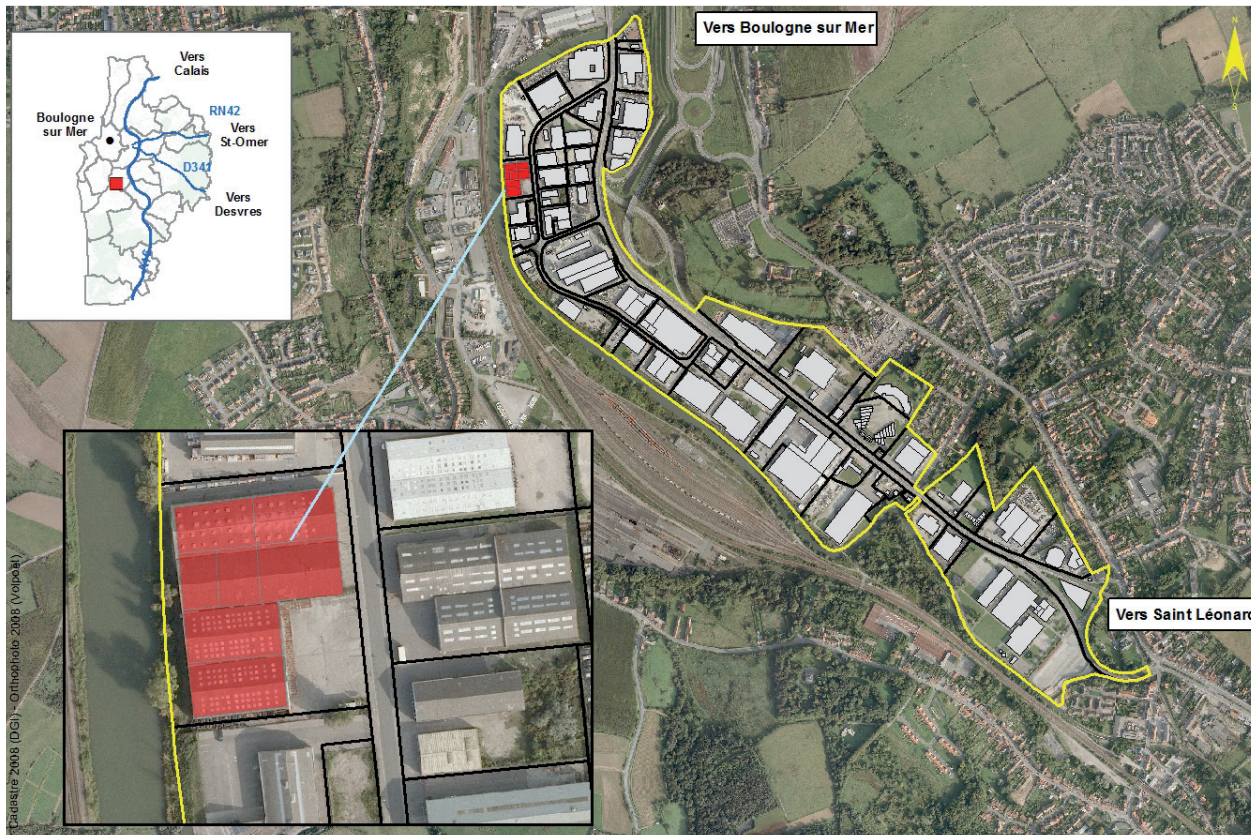 Vers Boulogne sur Mer
N
S
Vers
Calais
RN42
Boulogne
sur Mer
Vers
St-Omer
D341
Vers
Desvres
Vers Saint Léonard
Cadastre 2008 (DGI) - Orthophoto 2008 (Volpoet)